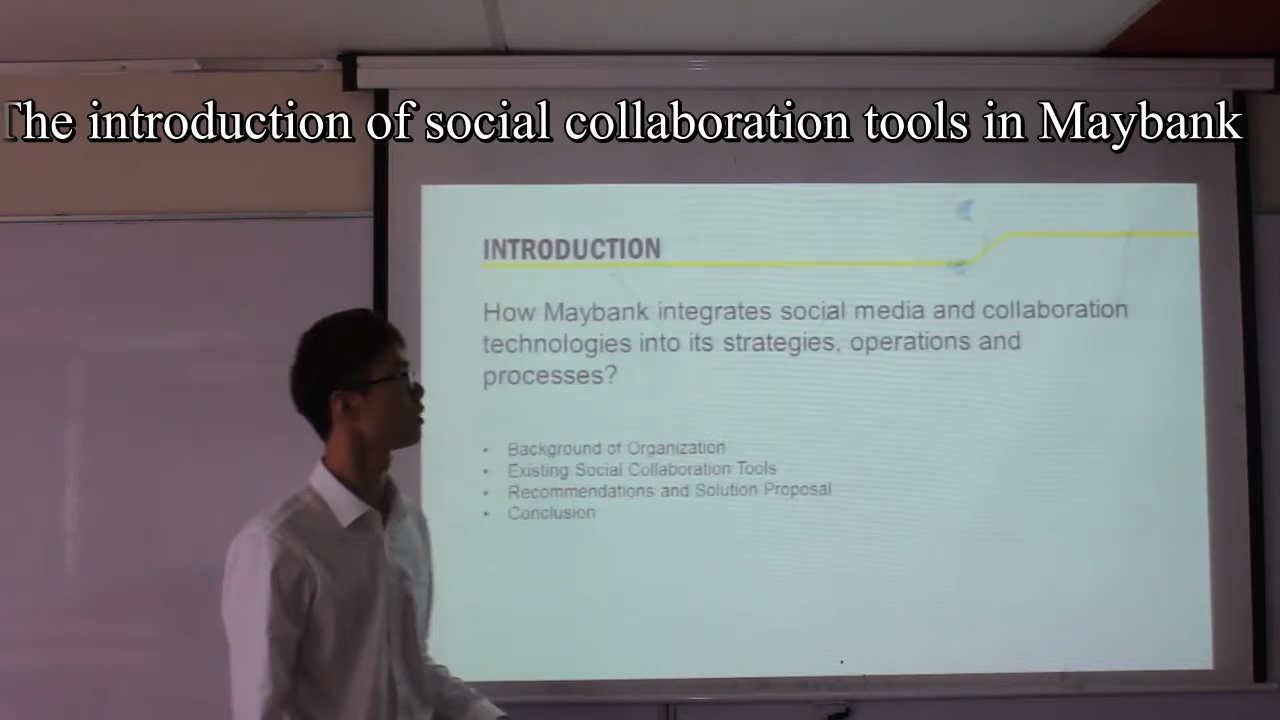 The introduction of social collaboration tools in Maybank
INTRODUCTION
How Maybank integrates social media and collaboration
technologies into its strategies, operations and
processes?
• Background of Organization
• Existing Social Collaboration Tools
• Recommendations and Solution Proposal
• Conclusion